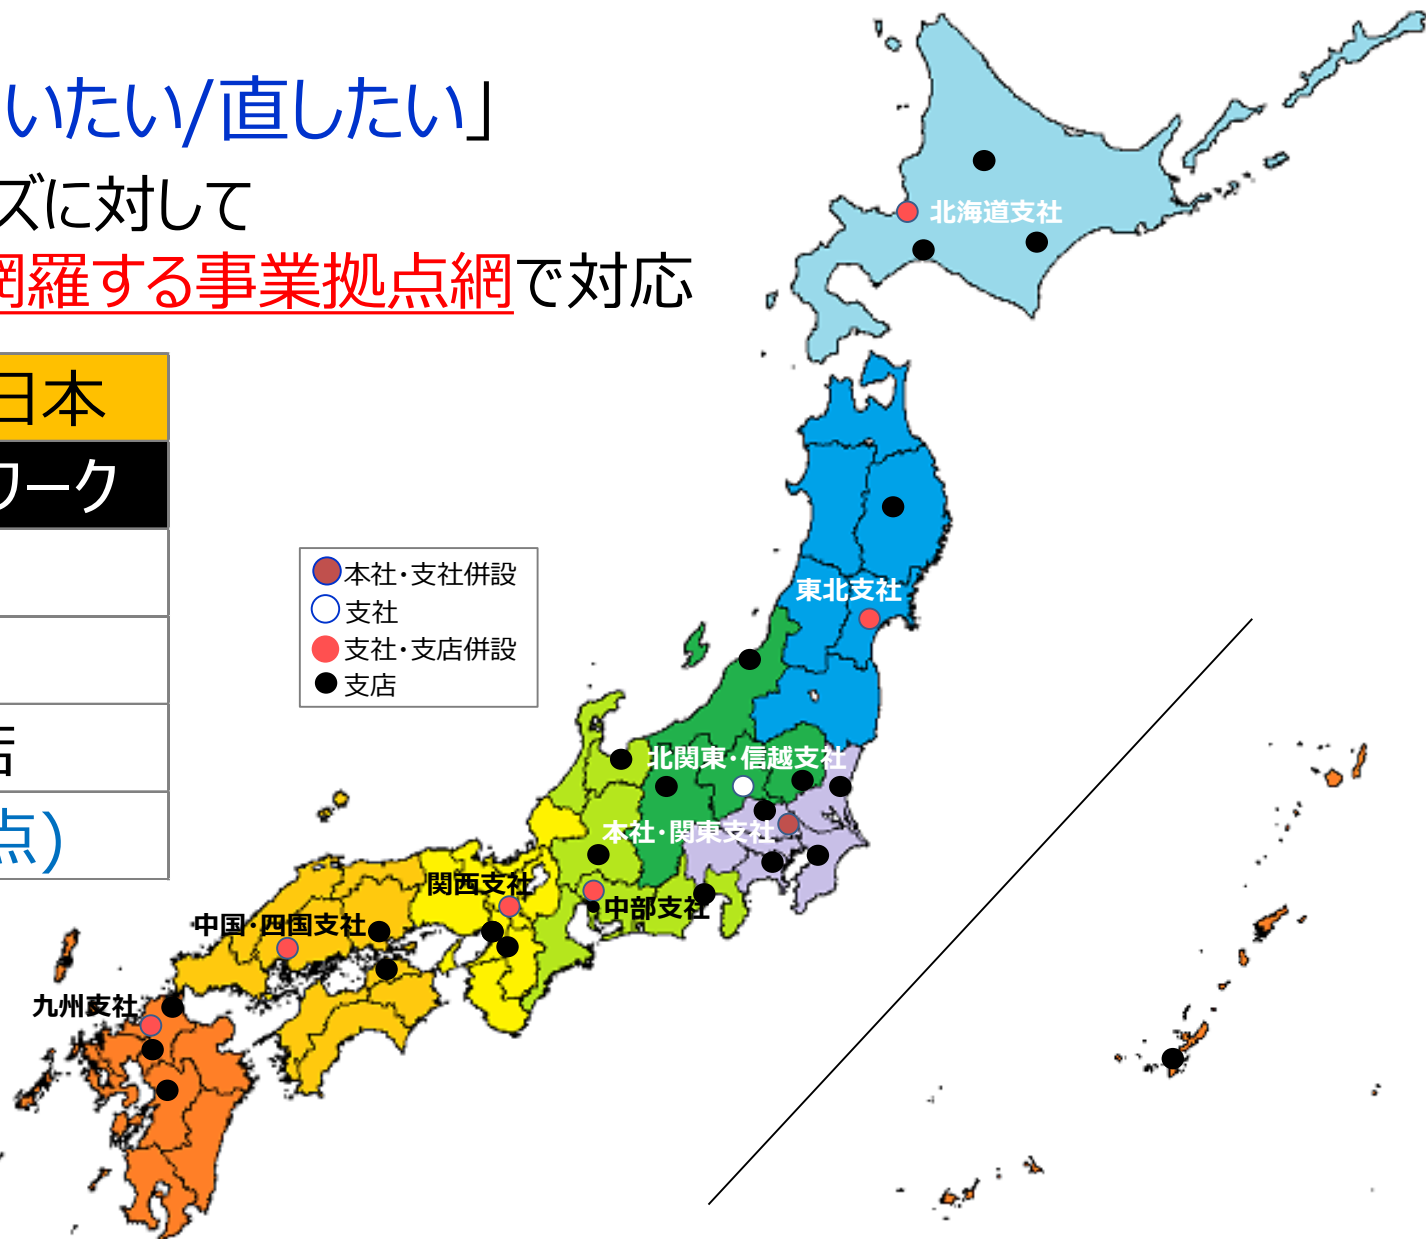 いたい/直したい」
ズに対して
網羅する事業拠点網で対応
日本
ワーク
点)
本社・支社併設
支社
支社・支店併設
支店
北海道支社
東北支社
北関東・信越支社
本社・関東支社
中部支社
関西支社
中国・四国支社
九州支社